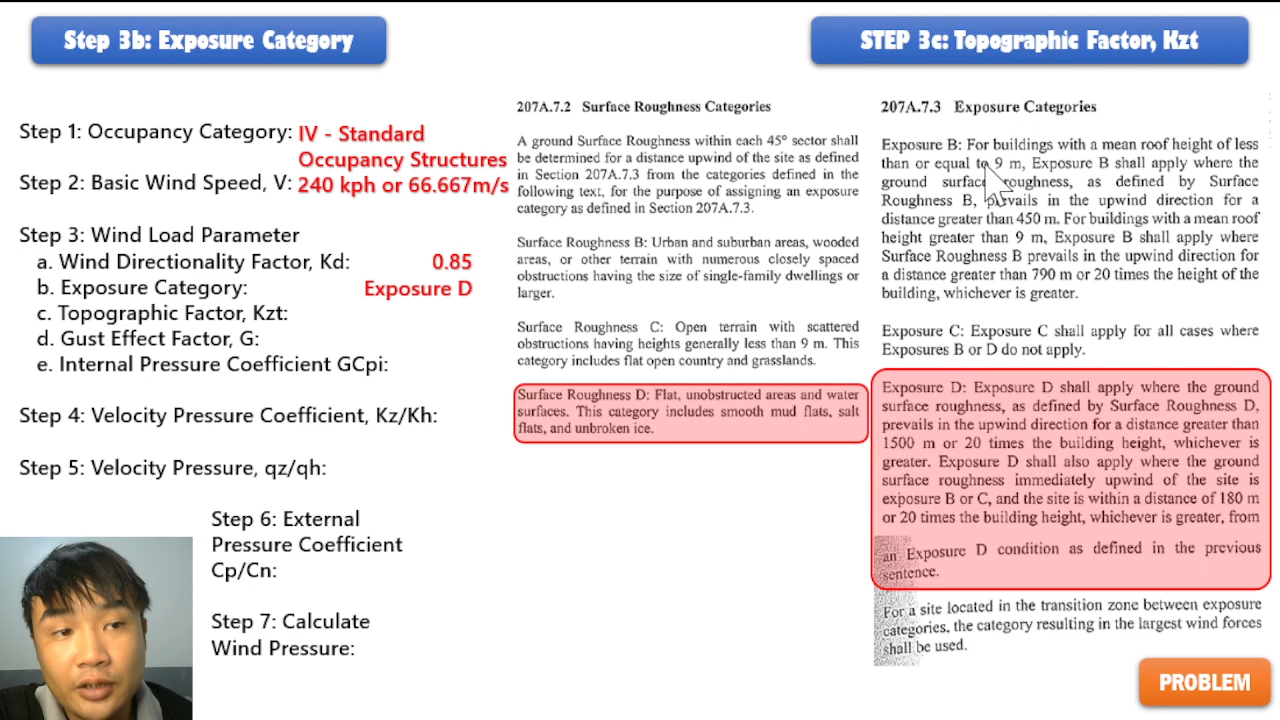 Step 3b: Exposure Category
STEP 3c: Topographic Factor, Kzt
Step 1: Occupancy Category: IV - Standard
Occupancy Structures
Step 2: Basic Wind Speed, V: 240 kph or 66.667m/s
Step 3: Wind Load Parameter
a. Wind Directionality Factor, Kd: 0.85
b. Exposure Category: Exposure D
c. Topographic Factor, Kzt:
d. Gust Effect Factor, G:
e. Internal Pressure Coefficient GCpi:
Step 4: Velocity Pressure Coefficient, Kz/Kh:
Step 5: Velocity Pressure, qz/qh:
Step 6: External
Pressure Coefficient
Cp/Cn:
Step 7: Calculate
Wind Pressure:
207A.7.2 Surface Roughness Categories
A ground Surface Roughness within each 45° sector shall
be determined for a distance upwind of the site as defined
in Section 207A.7.3 from the categories defined in the
following text, for the purpose of assigning an exposure
category as defined in Section 207A.7.3.
Surface Roughness B: Urban and suburban areas, wooded
areas, or other terrain with numerous closely spaced
obstructions having the size of single-family dwellings or
larger.
Surface Roughness C: Open terrain with scattered
obstructions having heights generally less than 9 m. This
category includes flat open country and grasslands.
Surface Roughness D: Flat, unobstructed areas and water
surfaces. This category includes smooth mud flats, salt
flats, and unbroken ice.
207A.7.3 Exposure Categories
Exposure B: For buildings with a mean roof height of less
than or equal to 9 m, Exposure B shall apply where the
ground surface roughness, as defined by Surface
Roughness B, prevails in the upwind direction for a
distance greater than 450 m. For buildings with a mean roof
height greater than 9 m, Exposure B shall apply where
Surface Roughness B prevails in the upwind direction for
a distance greater than 790 m or 20 times the height of the
building, whichever is greater.
Exposure C: Exposure C shall apply for all cases where
Exposures B or D do not apply.
Exposure D: Exposure D shall apply where the ground
surface roughness, as defined by Surface Roughness D,
prevails in the upwind direction for a distance greater than
1500 m or 20 times the building height, whichever is
greater. Exposure D shall also apply where the ground
surface roughness immediately upwind of the site is
exposure B or C, and the site is within a distance of 180 m
or 20 times the building height, whichever is greater, from
an Exposure D condition as defined in the previous
sentence.
For a site located in the transition zone between exposure
categories, the category resulting in the largest wind forces
shall be used.
PROBLEM